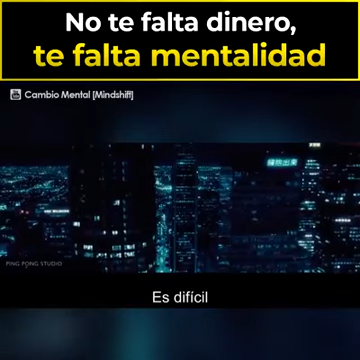 No te falta dinero,
te falta mentalidad
Cambio Mental [Mindshift]
PING PONG STUDIO
Es difícil